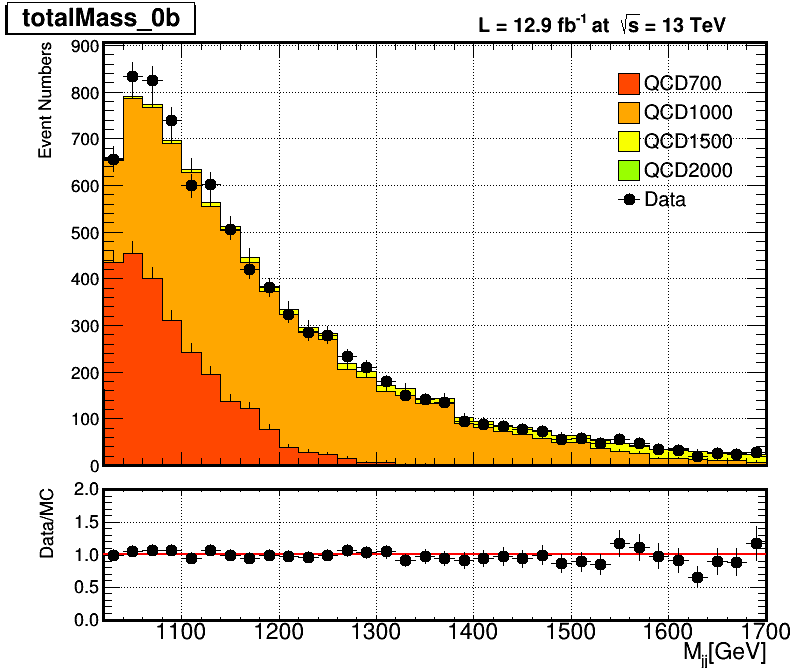 totalMass_0b
L = 12.9 fb⁻¹ at √s = 13 TeV
Event Numbers
900
800
700
600
500
400
300
200
100
0
QCD700
QCD1000
QCD1500
QCD2000
Data
Data/MC
2.0
1.5
1.0
0.5
0.0
1100 1200 1300 1400 1500 1600 1700
Mjj[GeV]